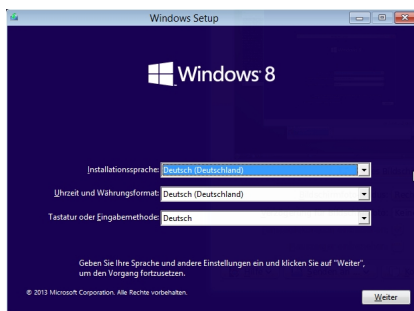 Windows Setup
Windows 8
Installationssprache: Deutsch (Deutschland)
Uhrzeit und Währungsformat: Deutsch (Deutschland)
Tastatur oder Eingabemethode: Deutsch
Geben Sie Ihre Sprache und andere Einstellungen ein und klicken Sie auf "Weiter",
um den Vorgang fortzusetzen.
© 2013 Microsoft Corporation. Alle Rechte vorbehalten.
Weiter